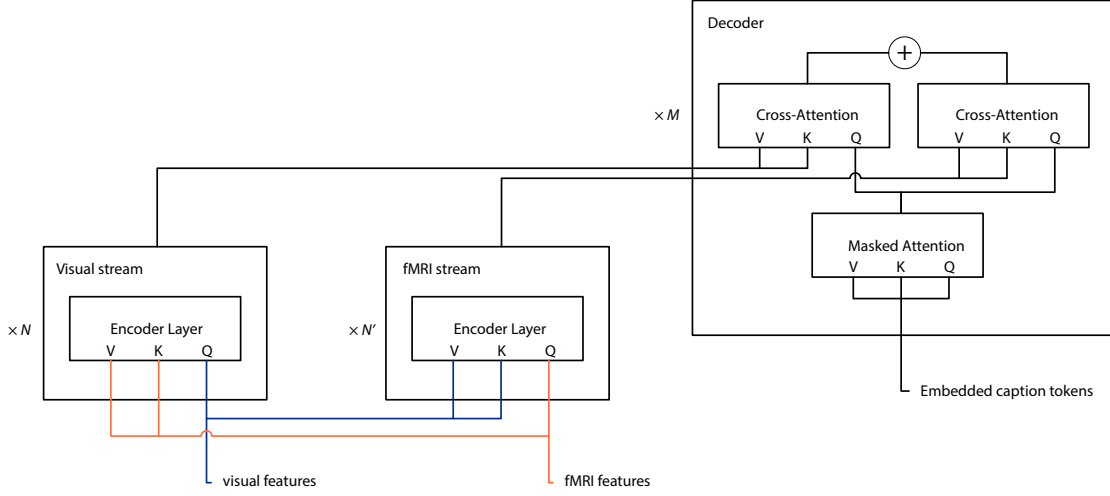 Decoder
+
Cross-Attention
V K Q
Cross-Attention
V K Q
× M
Masked Attention
V K Q
Visual stream
Encoder Layer
V K Q
× N
fMRI stream
Encoder Layer
V K Q
× N'
Embedded caption tokens
visual features
fMRI features